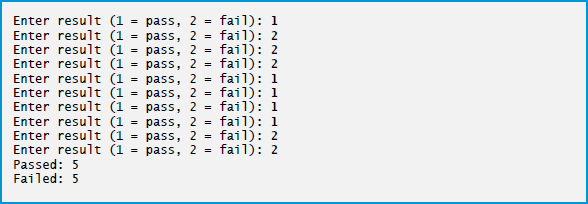 Enter result (1 = pass, 2 = fail): 1
Enter result (1 = pass, 2 = fail): 2
Enter result (1 = pass, 2 = fail): 2
Enter result (1 = pass, 2 = fail): 2
Enter result (1 = pass, 2 = fail): 1
Enter result (1 = pass, 2 = fail): 1
Enter result (1 = pass, 2 = fail): 1
Enter result (1 = pass, 2 = fail): 1
Enter result (1 = pass, 2 = fail): 2
Enter result (1 = pass, 2 = fail): 2
Passed: 5
Failed: 5